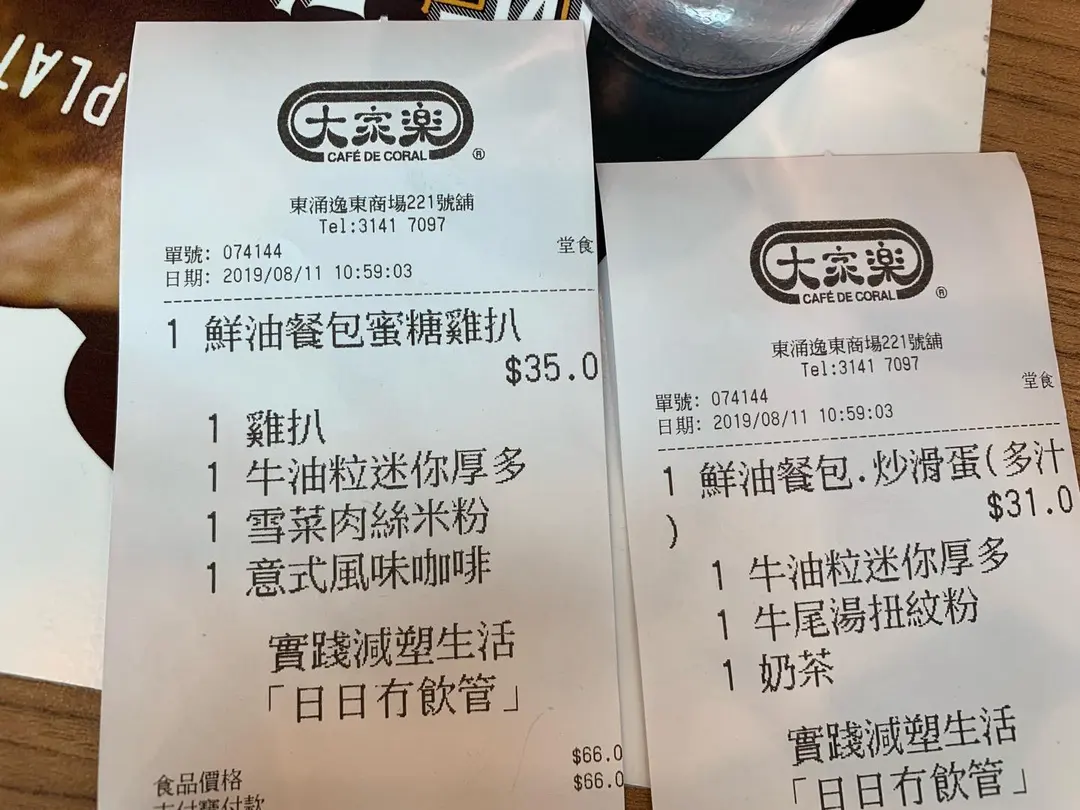 PLAT
大家樂
CAFÉ DE CORAL
®
東涌逸東商場221號舖
Tel:3141 7097
單號: 074144 堂食
日期: 2019/08/11 10:59:03
1 鮮油餐包蜜糖雞扒
$35.0
1 雞扒
1 牛油粒迷你厚多
1 雪菜肉絲米粉
1 意式風味咖啡
實踐減塑生活
「日日冇飲管」
$66.0
食品價格 $66.0
支付寶付款
大家樂
CAFÉ DE CORAL
®
東涌逸東商場221號舖
Tel:3141 7097
單號: 074144 堂食
日期: 2019/08/11 10:59:03
1 鮮油餐包.炒滑蛋(多汁
) $31.0
1 牛油粒迷你厚多
1 牛尾湯扭紋粉
1 奶茶
實踐減塑生活
「日日冇飲管」